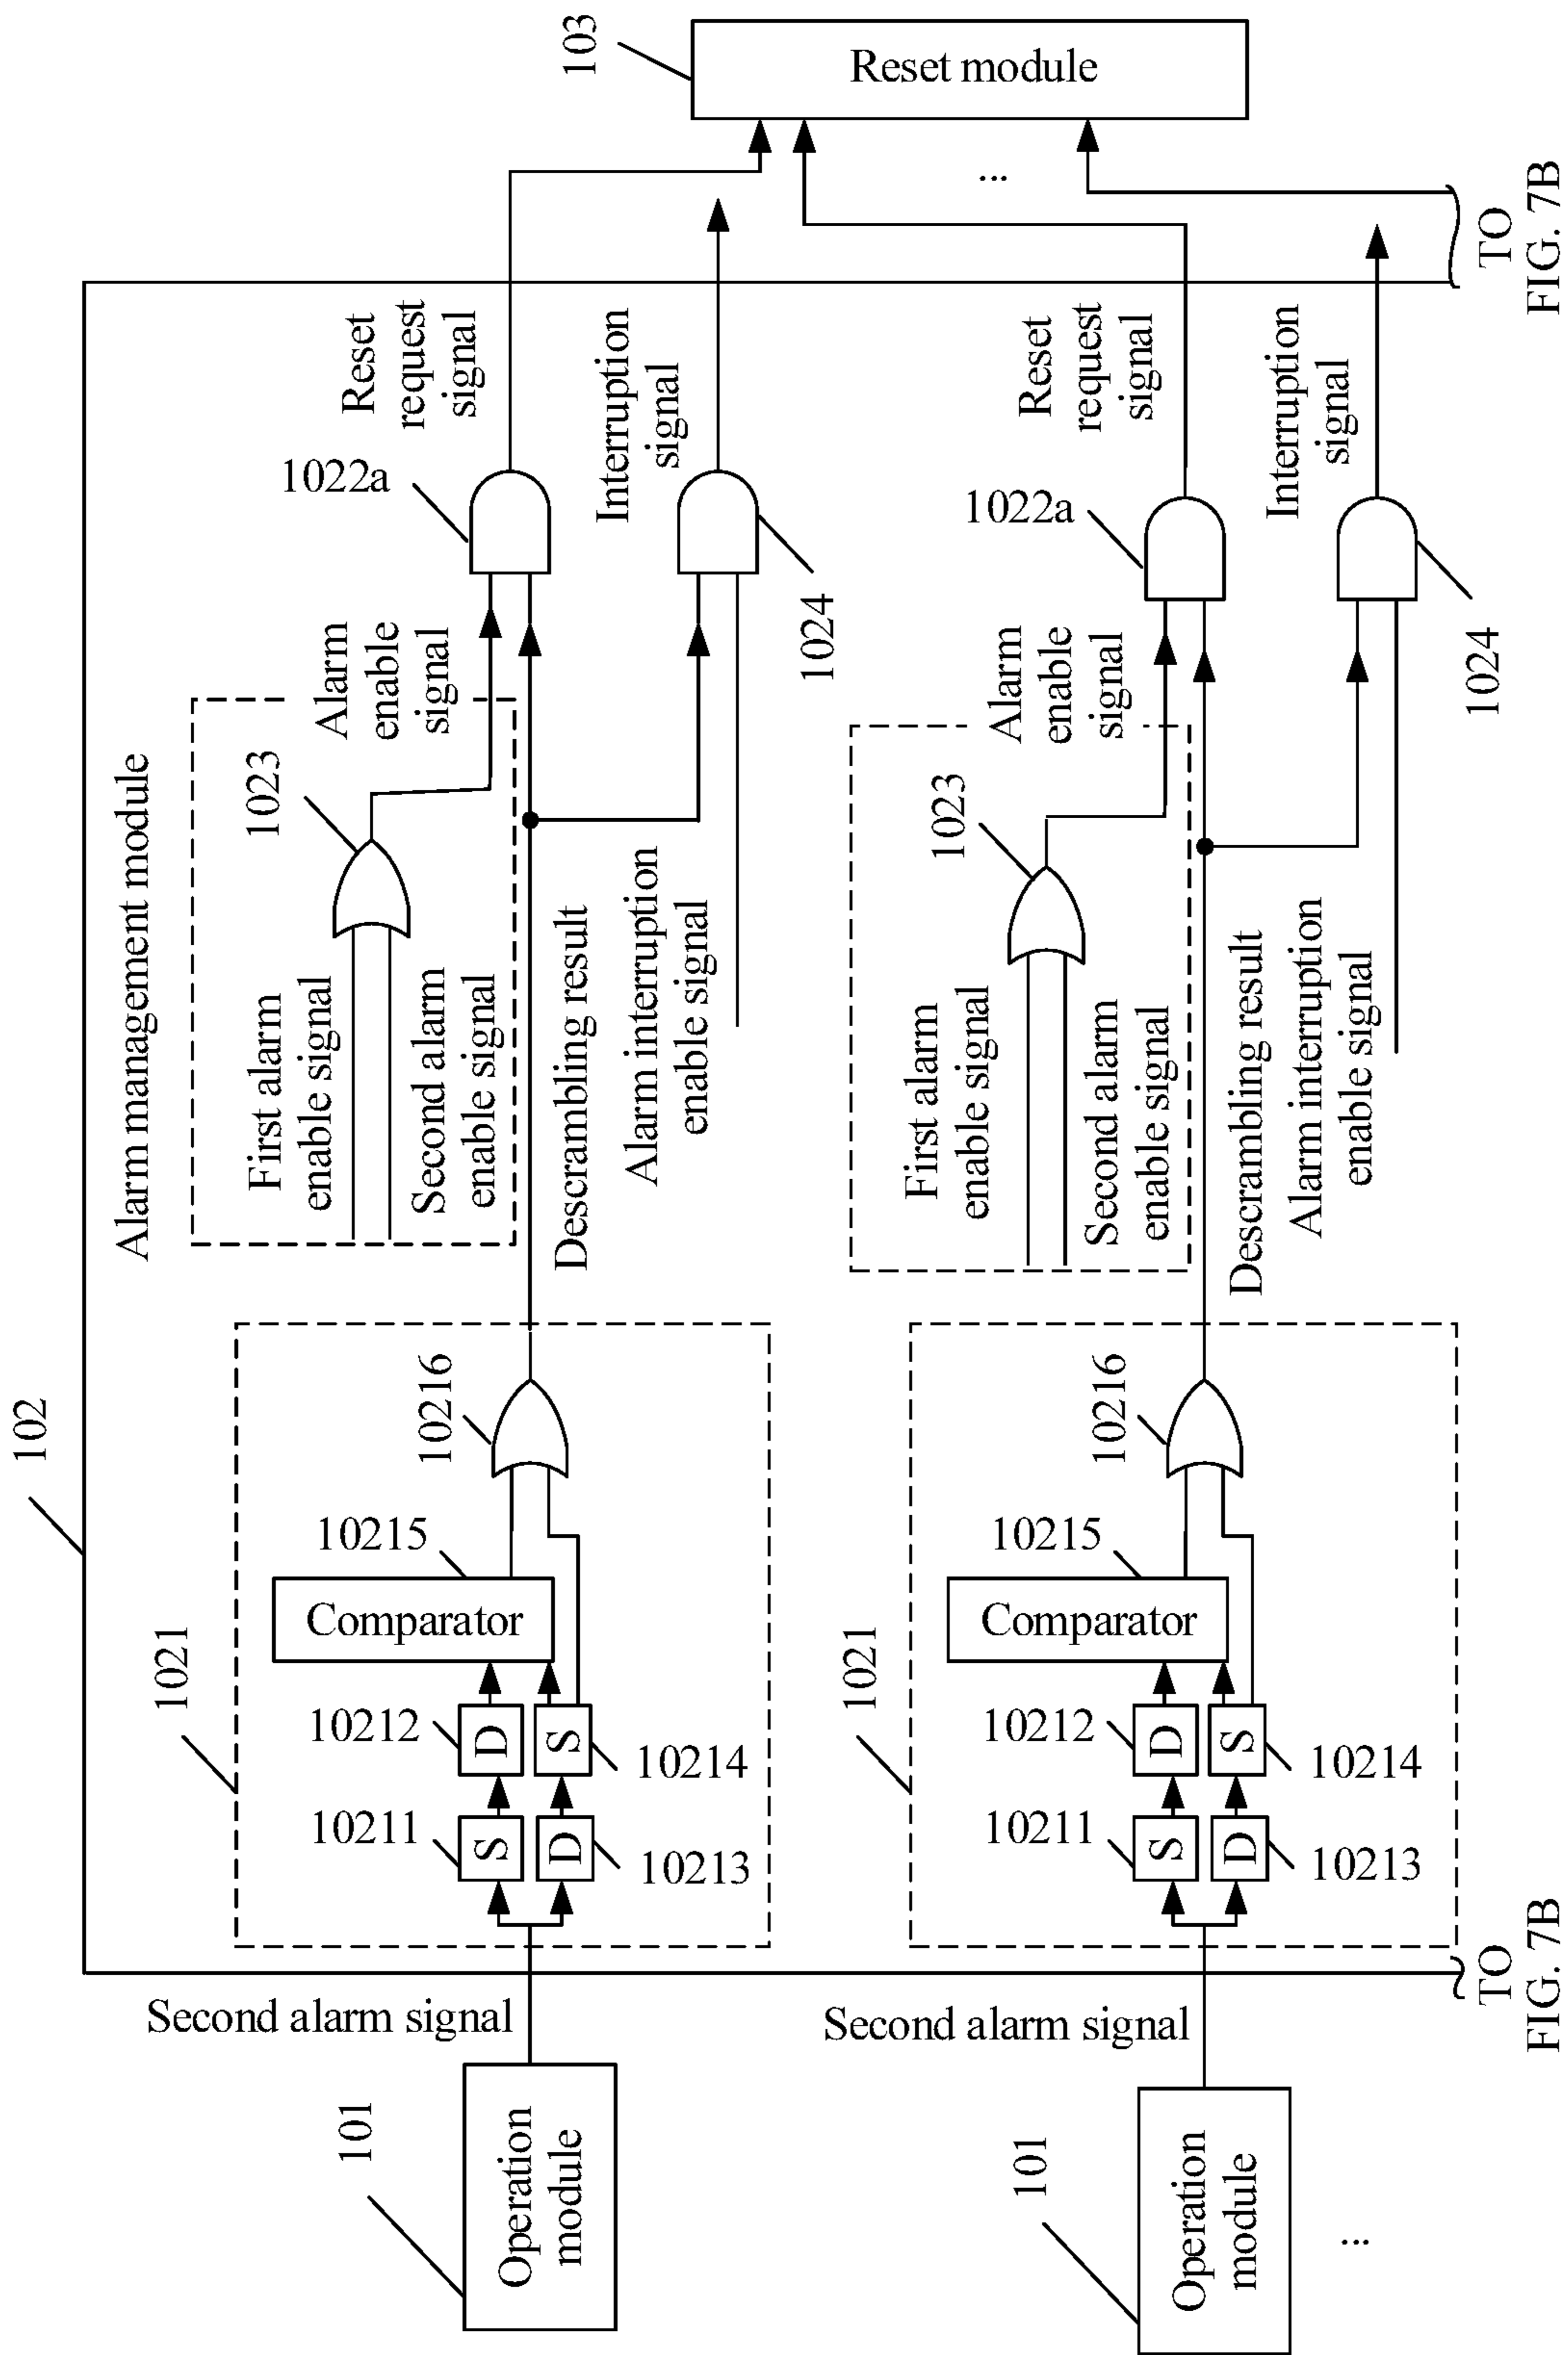 102
Alarm management module
103
Reset module
101
Operation
module
Second alarm signal
1021
10211
S
10212
D
10213
D
10214
S
10215
Comparator
10216
First alarm
enable signal
Second alarm
enable signal
1023
Alarm
enable
signal
Descrambling result
Alarm interruption
enable signal
1022a
Reset
request
signal
Interruption
signal
1024
101
Operation
module
Second alarm signal
1021
10211
S
10212
D
10213
D
10214
S
10215
Comparator
10216
First alarm
enable signal
Second alarm
enable signal
1023
Alarm
enable
signal
Descrambling result
Alarm interruption
enable signal
1022a
Reset
request
signal
Interruption
signal
1024
...
...
TO
FIG. 7B
TO
FIG. 7B